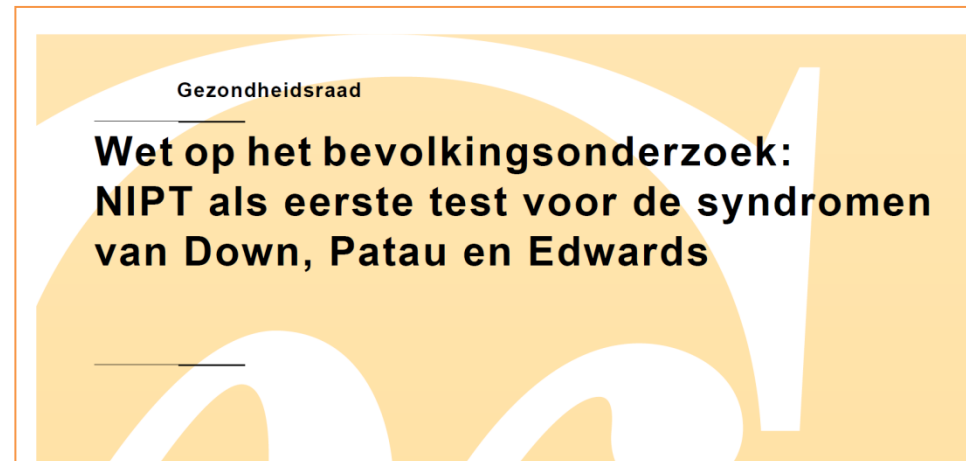 Gezondheidsraad
Wet op het bevolkingsonderzoek:
NIPT als eerste test voor de syndromen
van Down, Patau en Edwards